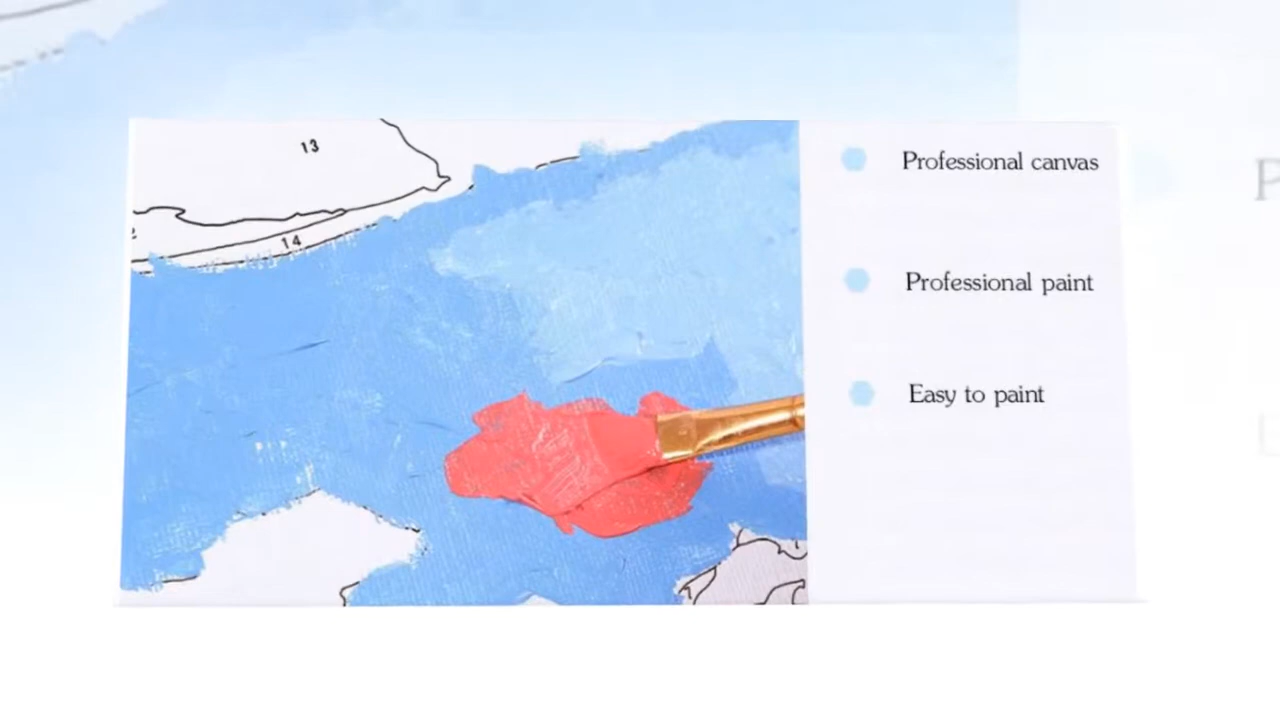 13
14
Professional canvas
Professional paint
Easy to paint